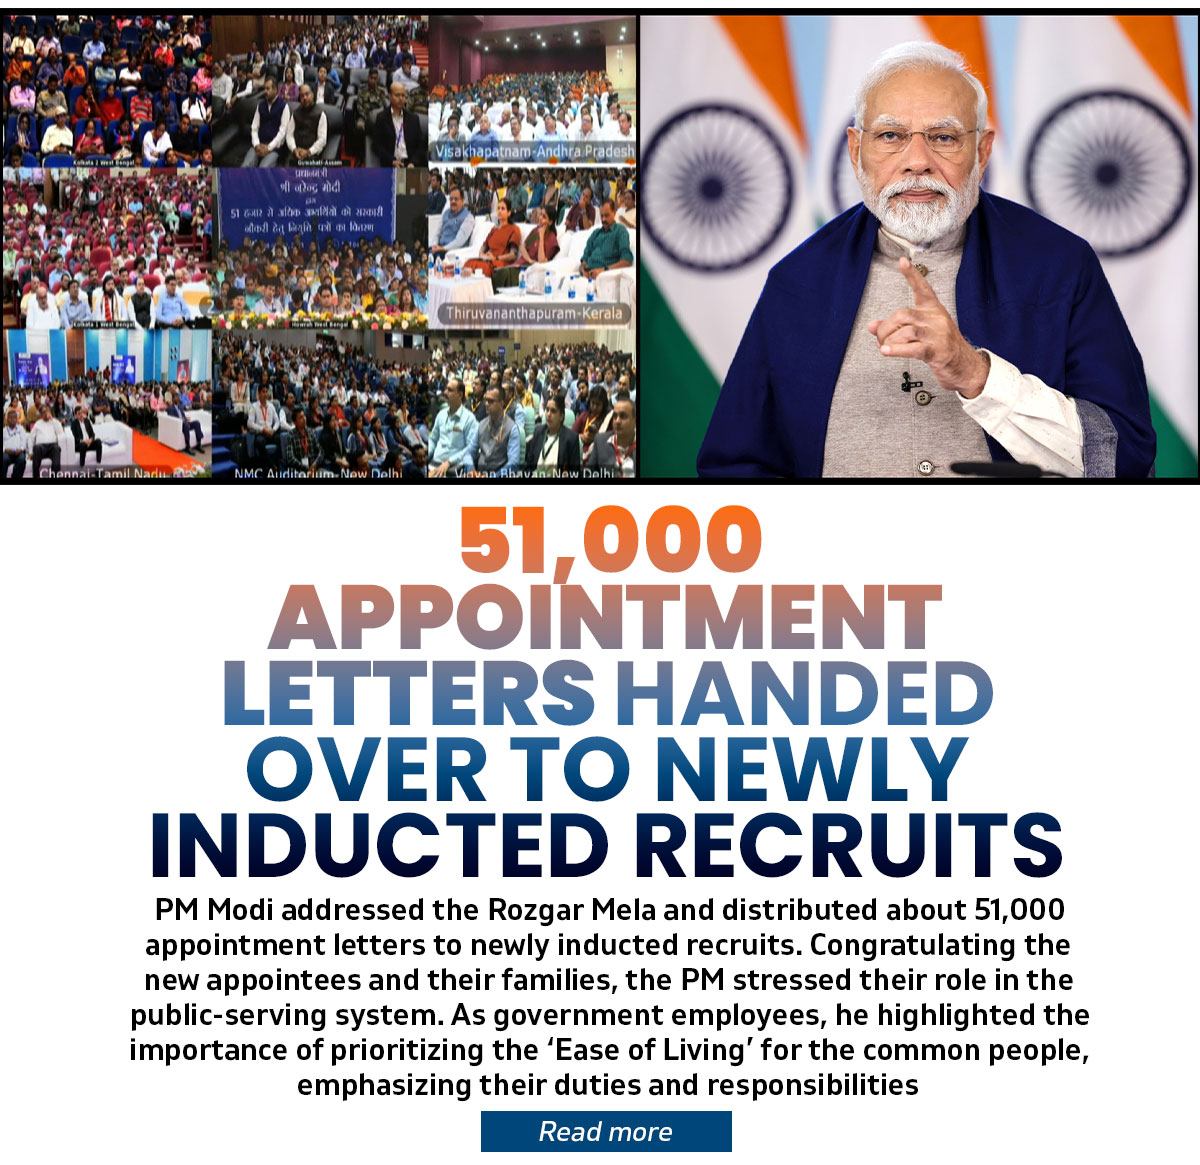 Kolkata 2 West Bengal
Guwahati-Assam
Visakhapatnam-Andhra Pradesh
प्रधानमंत्री
श्री नरेन्द्र मोदी
द्वारा
51 हजार से अधिक अभ्यर्थियों को सरकारी
नौकरी हेतु नियुक्ति पत्रों का वितरण
Kolkata 1 West Bengal
Howrah West Bengal
Thiruvananthapuram-Kerala
Chennai-Tamil Nadu
NMC Auditorium-New Delhi
Vigyan Bhavan-New Delhi
51,000
APPOINTMENT
LETTERS HANDED
OVER TO NEWLY
INDUCTED RECRUITS
PM Modi addressed the Rozgar Mela and distributed about 51,000
appointment letters to newly inducted recruits. Congratulating the
new appointees and their families, the PM stressed their role in the
public-serving system. As government employees, he highlighted the
importance of prioritizing the ‘Ease of Living’ for the common people,
emphasizing their duties and responsibilities
Read more